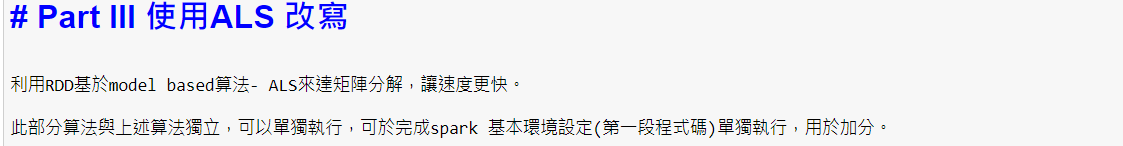 # Part III 使用ALS 改寫
利用RDD基於model based算法- ALS來達矩陣分解，讓速度更快。
此部分算法與上述算法獨立，可以單獨執行，可於完成spark 基本環境設定(第一段程式碼)單獨執行，用於加分。